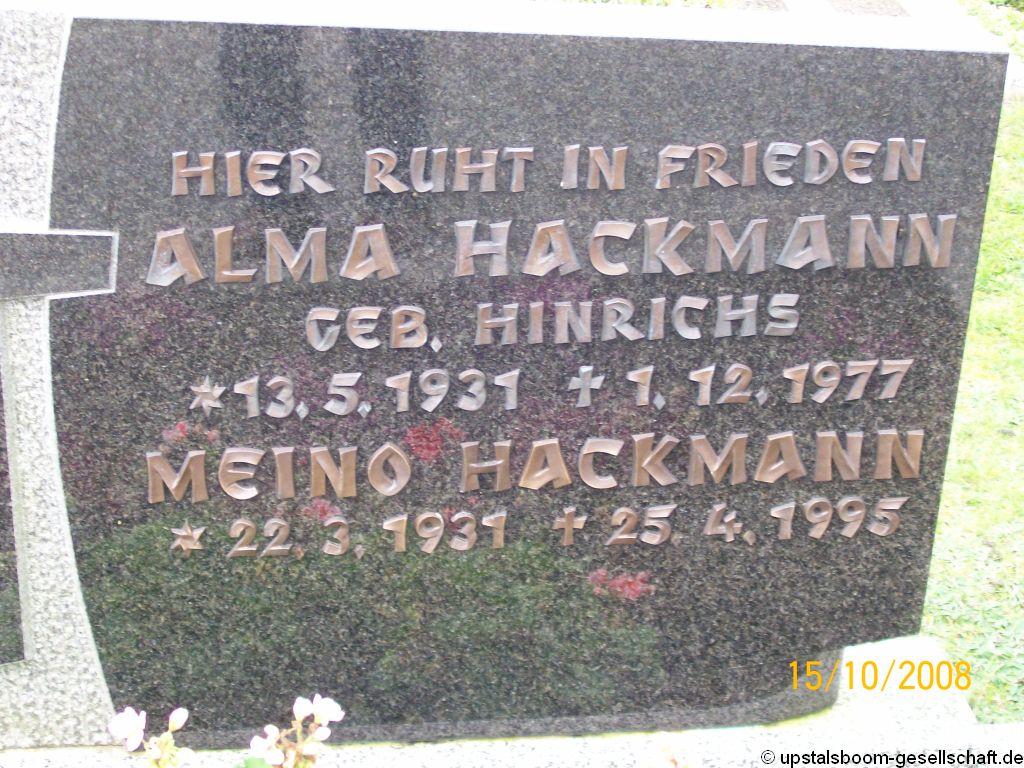 HIER RUHT IN FRIEDEN
ALMA HACKMANN
GEB. HINRICHS
* 13. 5. 1931 ✝ 1. 12. 1977
MEINO HACKMANN
* 22. 3. 1931 ✝ 25. 4. 1995
15/10/2008
© upstalsboom-gesellschaft.de